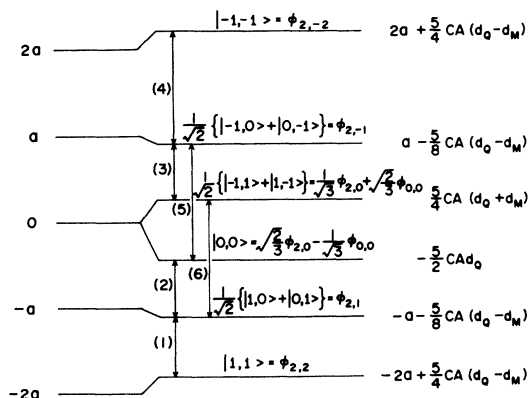 |-1,-1> = ϕ2,-2
2a
2a + 5/4 CA (dQ-dM)
(4)
1/√2 {|-1,0>+|0,-1>} = ϕ2,-1
a
a - 5/8 CA (dQ-dM)
(3)
1/√2 {|-1,1>+|1,-1>} = 1/√3 ϕ2,0 + √2/3 ϕ0,0
5/4 CA (dQ+dM)
(5)
0
|0,0> = √2/3 ϕ2,0 - 1/√3 ϕ0,0
- 5/2 CAdQ
(6)
(2)
1/√2 {|1,0>+|0,1>} = ϕ2,1
-a
-a - 5/8 CA (dQ-dM)
(1)
|1,1> = ϕ2,2
-2a + 5/4 CA (dQ-dM)
-2a